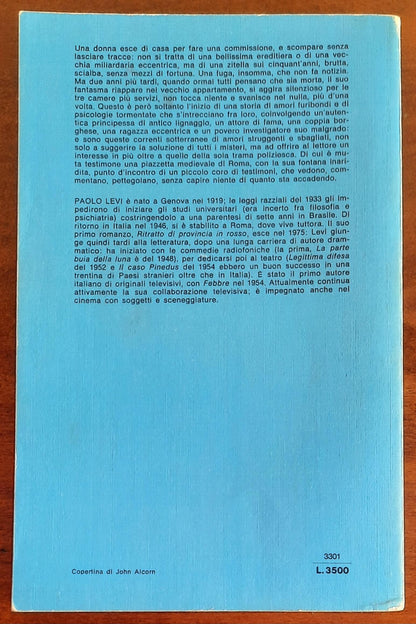 Una donna esce di casa per fare una commissione, e scompare senza
lasciare tracce: non si tratta di una bellissima ereditiera o di una vec-
chia miliardaria eccentrica, ma di una zitella sui cinquant'anni, brutta,
scialba, senza mezzi di fortuna. Una fuga, insomma, che non fa notizia.
Ma due anni più tardi, quando ormai tutti pensano che sia morta, il suo
fantasma riappare nel vecchio appartamento, si aggira silenzioso per le
tre camere più servizi, non tocca niente e svanisce nel nulla, più d'una
volta. Questo è però soltanto l'inizio di una storia di amori furibondi e di
psicologie tormentate che s'intrecciano fra loro, coinvolgendo un'auten-
tica principessa di antico lignaggio, un attore di fama, una coppia bor-
ghese, una ragazza eccentrica e un povero investigatore suo malgrado:
e sono queste correnti sotterranee di amori struggenti e sbagliati, non
solo a suggerire la soluzione di tutti i misteri, ma ad offrire al lettore un
interesse in più oltre a quello della sola trama poliziesca. Di cui è mu-
ta testimone una piazzetta medievale di Roma, con la sua fontana inari-
dita, punto d'incontro di un piccolo coro di testimoni, che vedono, com-
mentano, pettegolano, senza capire niente di quanto sta accadendo.
PAOLO LEVI è nato a Genova nel 1919; le leggi razziali del 1933 gli im-
pedirono di iniziare gli studi universitari (era incerto fra filosofia e
psichiatria) costringendolo a una parentesi di sette anni in Brasile. Di
ritorno in Italia nel 1946, si è stabilito a Roma, dove vive tuttora. Il suo
primo romanzo, Ritratto di provincia in rosso, esce nel 1975: Levi giun-
ge quindi tardi alla letteratura, dopo una lunga carriera di autore dram-
matico: ha iniziato con le commedie radiofoniche (la prima, La parte
buia della luna è del 1948), per dedicarsi poi al teatro (Legittima difesa
del 1952 e Il caso Pinedus del 1954 ebbero un buon successo in una
trentina di Paesi stranieri oltre che in Italia). È stato il primo autore
italiano di originali televisivi, con Febbre nel 1954. Attualmente continua
attivamente la sua collaborazione televisiva; è impegnato anche nel
cinema con soggetti e sceneggiature.
3301
Copertina di John Alcorn
L. 3500